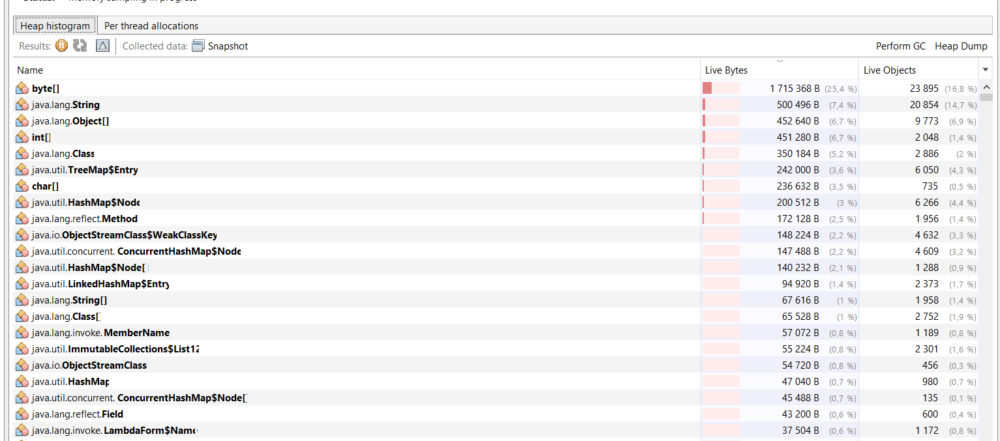 Status: Memory sampling in progress
Heap histogram Per thread allocations
Results: Collected data: Snapshot Perform GC Heap Dump
Name Live Bytes Live Objects
byte[] 1 715 368 B (25,4 %) 23 895 (16,8 %)
java.lang.String 500 496 B (7,4 %) 20 854 (14,7 %)
java.lang.Object[] 452 640 B (6,7 %) 9 773 (6,9 %)
int[] 451 280 B (6,7 %) 2 048 (1,4 %)
java.lang.Class 350 184 B (5,2 %) 2 886 (2 %)
java.util.TreeMap$Entry 242 000 B (3,6 %) 6 050 (4,3 %)
char[] 236 632 B (3,5 %) 735 (0,5 %)
java.util.HashMap$Node 200 512 B (3 %) 6 266 (4,4 %)
java.lang.reflect.Method 172 128 B (2,5 %) 1 956 (1,4 %)
java.io.ObjectStreamClass$WeakClassKey 148 224 B (2,2 %) 4 632 (3,3 %)
java.util.concurrent.ConcurrentHashMap$Node 147 488 B (2,2 %) 4 609 (3,2 %)
java.util.HashMap$Node[ 140 232 B (2,1 %) 1 288 (0,9 %)
java.util.LinkedHashMap$Entry 94 920 B (1,4 %) 2 373 (1,7 %)
java.lang.String[] 67 616 B (1 %) 1 958 (1,4 %)
java.lang.Class[] 65 528 B (1 %) 2 752 (1,9 %)
java.lang.invoke.MemberName 57 072 B (0,8 %) 1 189 (0,8 %)
java.util.ImmutableCollections$List12 55 224 B (0,8 %) 2 301 (1,6 %)
java.io.ObjectStreamClass 54 720 B (0,8 %) 456 (0,3 %)
java.util.HashMap 47 040 B (0,7 %) 980 (0,7 %)
java.util.concurrent.ConcurrentHashMap$Node[] 45 488 B (0,7 %) 135 (0,1 %)
java.lang.reflect.Field 43 200 B (0,6 %) 600 (0,4 %)
java.lang.invoke.LambdaForm$Name 37 504 B (0,6 %) 1 172 (0,8 %)